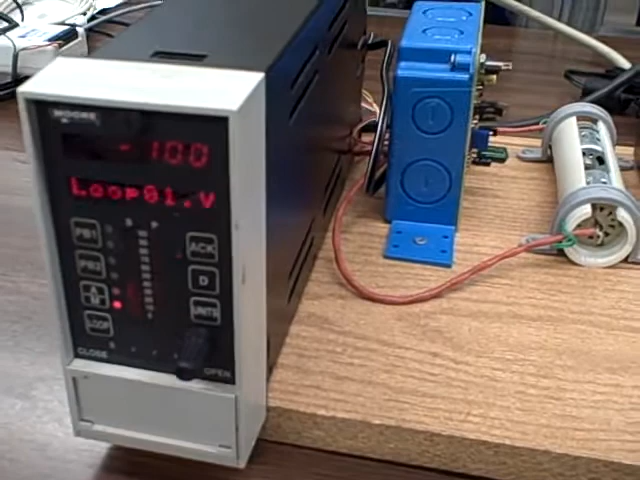 MOORE
-100
Loop01.V
S P
PB1
ACK
PB2
D
A
M
UNITS
LOOP
CLOSE
OPEN